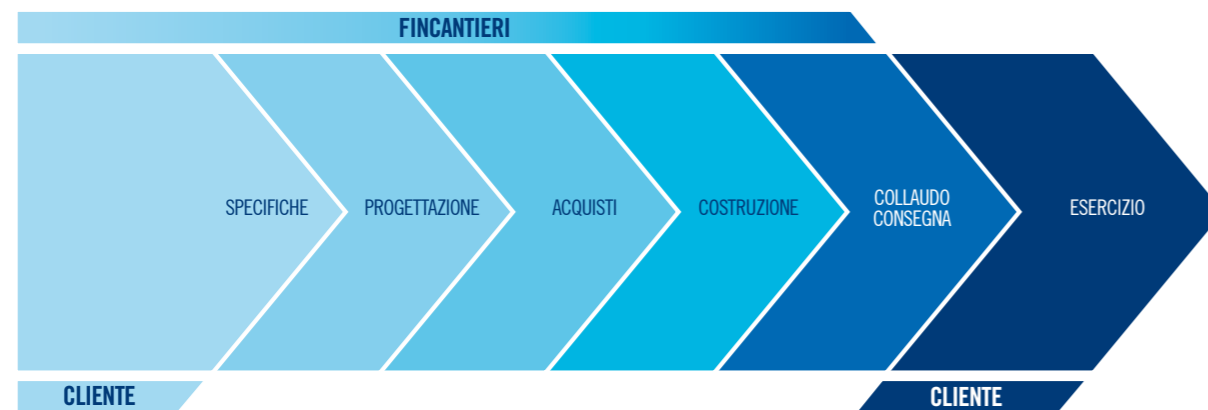 FINCANTIERI
SPECIFICHE
PROGETTAZIONE
ACQUISTI
COSTRUZIONE
COLLAUDO
CONSEGNA
ESERCIZIO
CLIENTE
CLIENTE